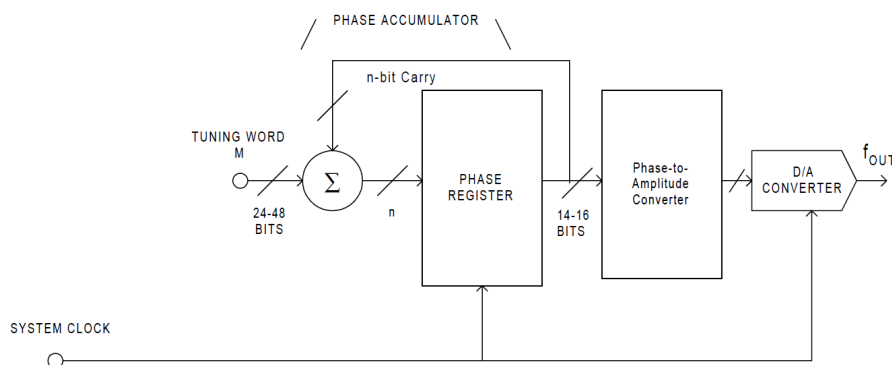 PHASE ACCUMULATOR
n-bit Carry
TUNING WORD
M
Σ
24-48
BITS
n
PHASE
REGISTER
14-16
BITS
Phase-to-
Amplitude
Converter
D/A
CONVERTER
fOUT
SYSTEM CLOCK